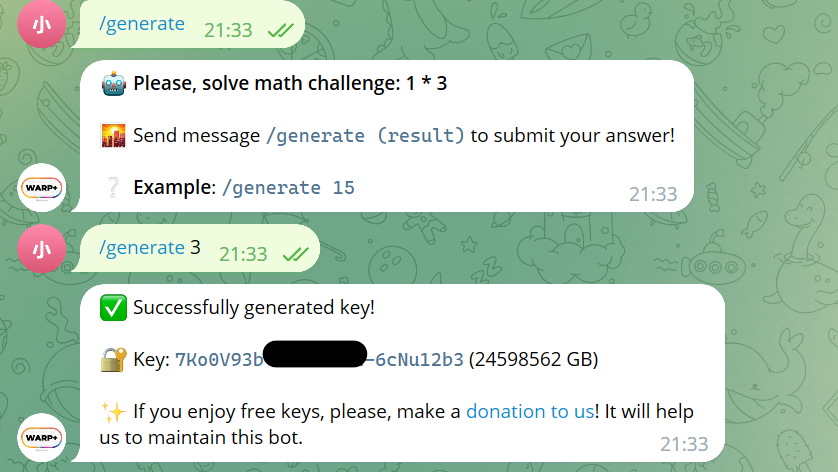 小
/generate 21:33
🤖 Please, solve math challenge: 1 * 3
🌇 Send message /generate (result) to submit your answer!
❔ Example: /generate 15
21:33
WARP+
小
/generate 3 21:33
✅ Successfully generated key!
🔐 Key: 7Ko0V93b -6cNu12b3 (24598562 GB)
✨ If you enjoy free keys, please, make a donation to us! It will help
us to maintain this bot.
21:33
WARP+